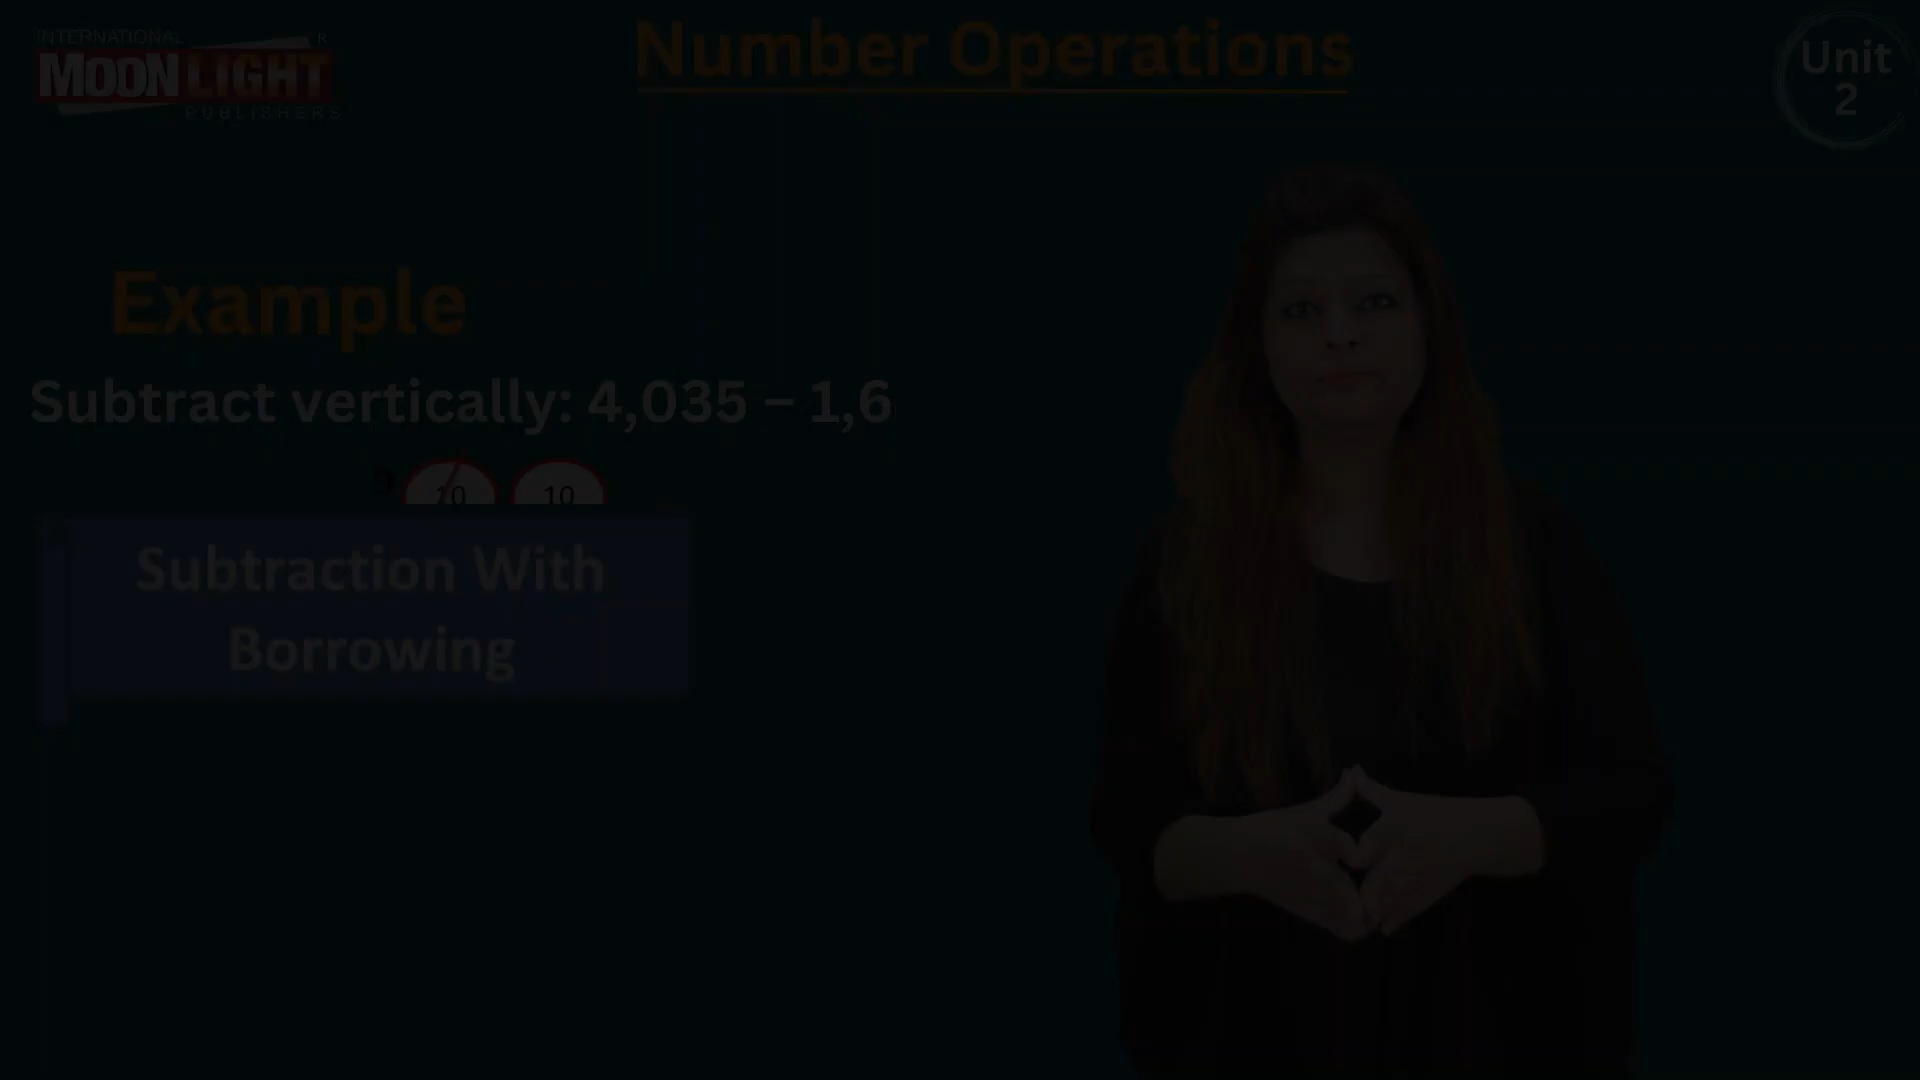 INTERNATIONAL R
MOONLIGHT
PUBLISHERS
Number Operations
Unit
2
Example
Subtract vertically: 4,035 – 1,6
9 10 10
Subtraction With
Borrowing